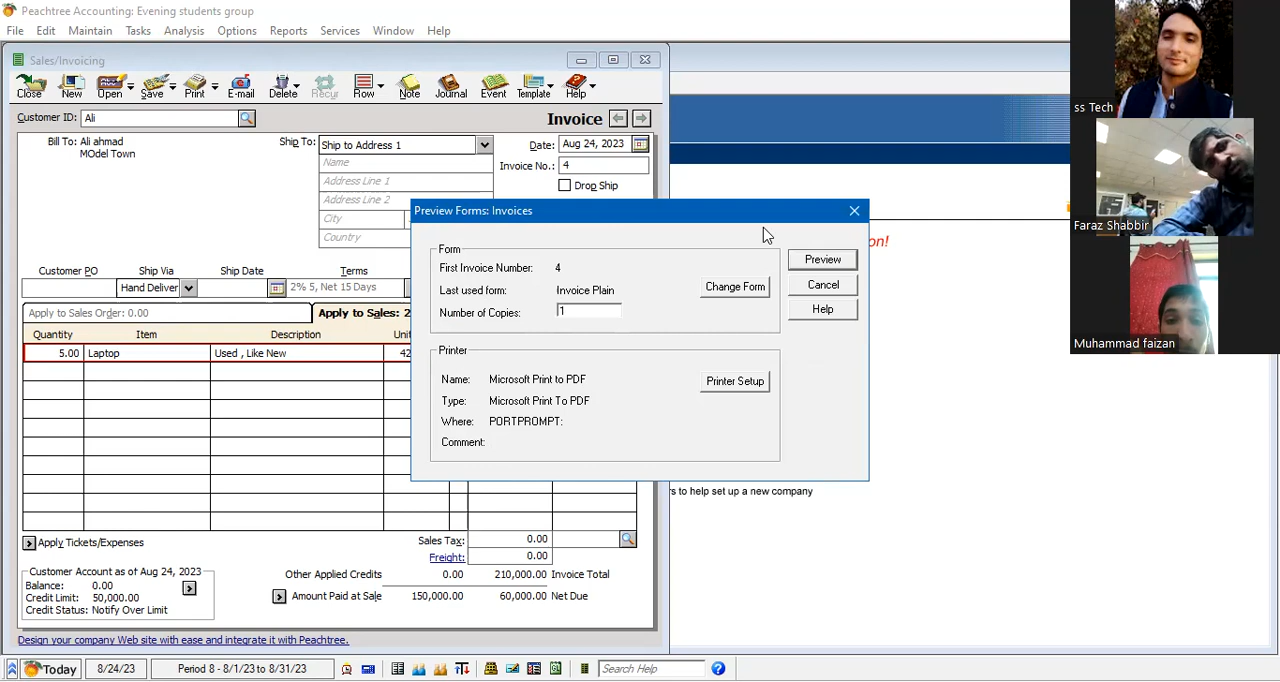 Peachtree Accounting: Evening students group
File Edit Maintain Tasks Analysis Options Reports Services Window Help
Sales/Invoicing
Close New Open Save Print E-mail Delete Recur Row Note Journal Event Template Help
Customer ID: Ali
Invoice
Bill To: Ali ahmad
MOdel Town
Ship To: Ship to Address 1
Name
Address Line 1
Address Line 2
City
Country
Date: Aug 24, 2023
Invoice No.: 4
Drop Ship
Customer PO Ship Via Ship Date Terms
Hand Deliver 2% 5, Net 15 Days
Apply to Sales Order: 0.00 Apply to Sales: 2
Quantity Item Description Uni
5.00 Laptop Used , Like New 42
Preview Forms: Invoices
Form
First Invoice Number: 4
Last used form: Invoice Plain
Number of Copies: 1
Change Form
Preview
Cancel
Help
Printer
Name: Microsoft Print to PDF
Type: Microsoft Print To PDF
Where: PORTPROMPT:
Comment:
Printer Setup
on!
rs to help set up a new company
Apply Tickets/Expenses
Sales Tax: 0.00
Freight: 0.00
Customer Account as of Aug 24, 2023
Balance: 0.00
Credit Limit: 50,000.00
Credit Status: Notify Over Limit
Other Applied Credits 0.00 210,000.00 Invoice Total
Amount Paid at Sale 150,000.00 60,000.00 Net Due
Design your company Web site with ease and integrate it with Peachtree.
Today 8/24/23 Period 8 - 8/1/23 to 8/31/23 Search Help
ss Tech
Faraz Shabbir
Muhammad faizan